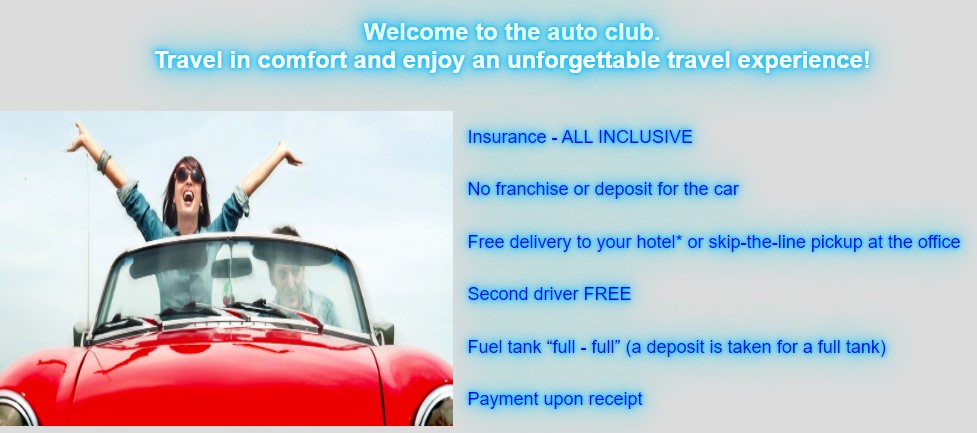 Welcome to the auto club.
Travel in comfort and enjoy an unforgettable travel experience!
Insurance - ALL INCLUSIVE
No franchise or deposit for the car
Free delivery to your hotel* or skip-the-line pickup at the office
Second driver FREE
Fuel tank “full - full” (a deposit is taken for a full tank)
Payment upon receipt